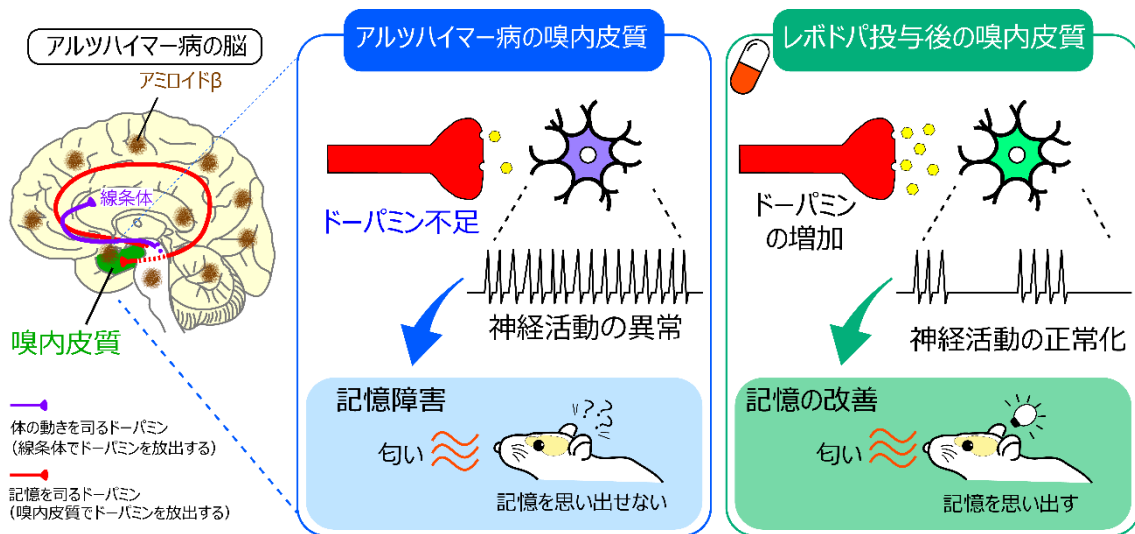 アルツハイマー病の脳
アミロイドβ
線条体
嗅内皮質
体の動きを司るドーパミン
(線条体でドーパミンを放出する)
記憶を司るドーパミン
(嗅内皮質でドーパミンを放出する)
アルツハイマー病の嗅内皮質
ドーパミン不足
神経活動の異常
記憶障害
匂い
???
記憶を思い出せない
レボドパ投与後の嗅内皮質
ドーパミン
の増加
神経活動の正常化
記憶の改善
匂い
記憶を思い出す